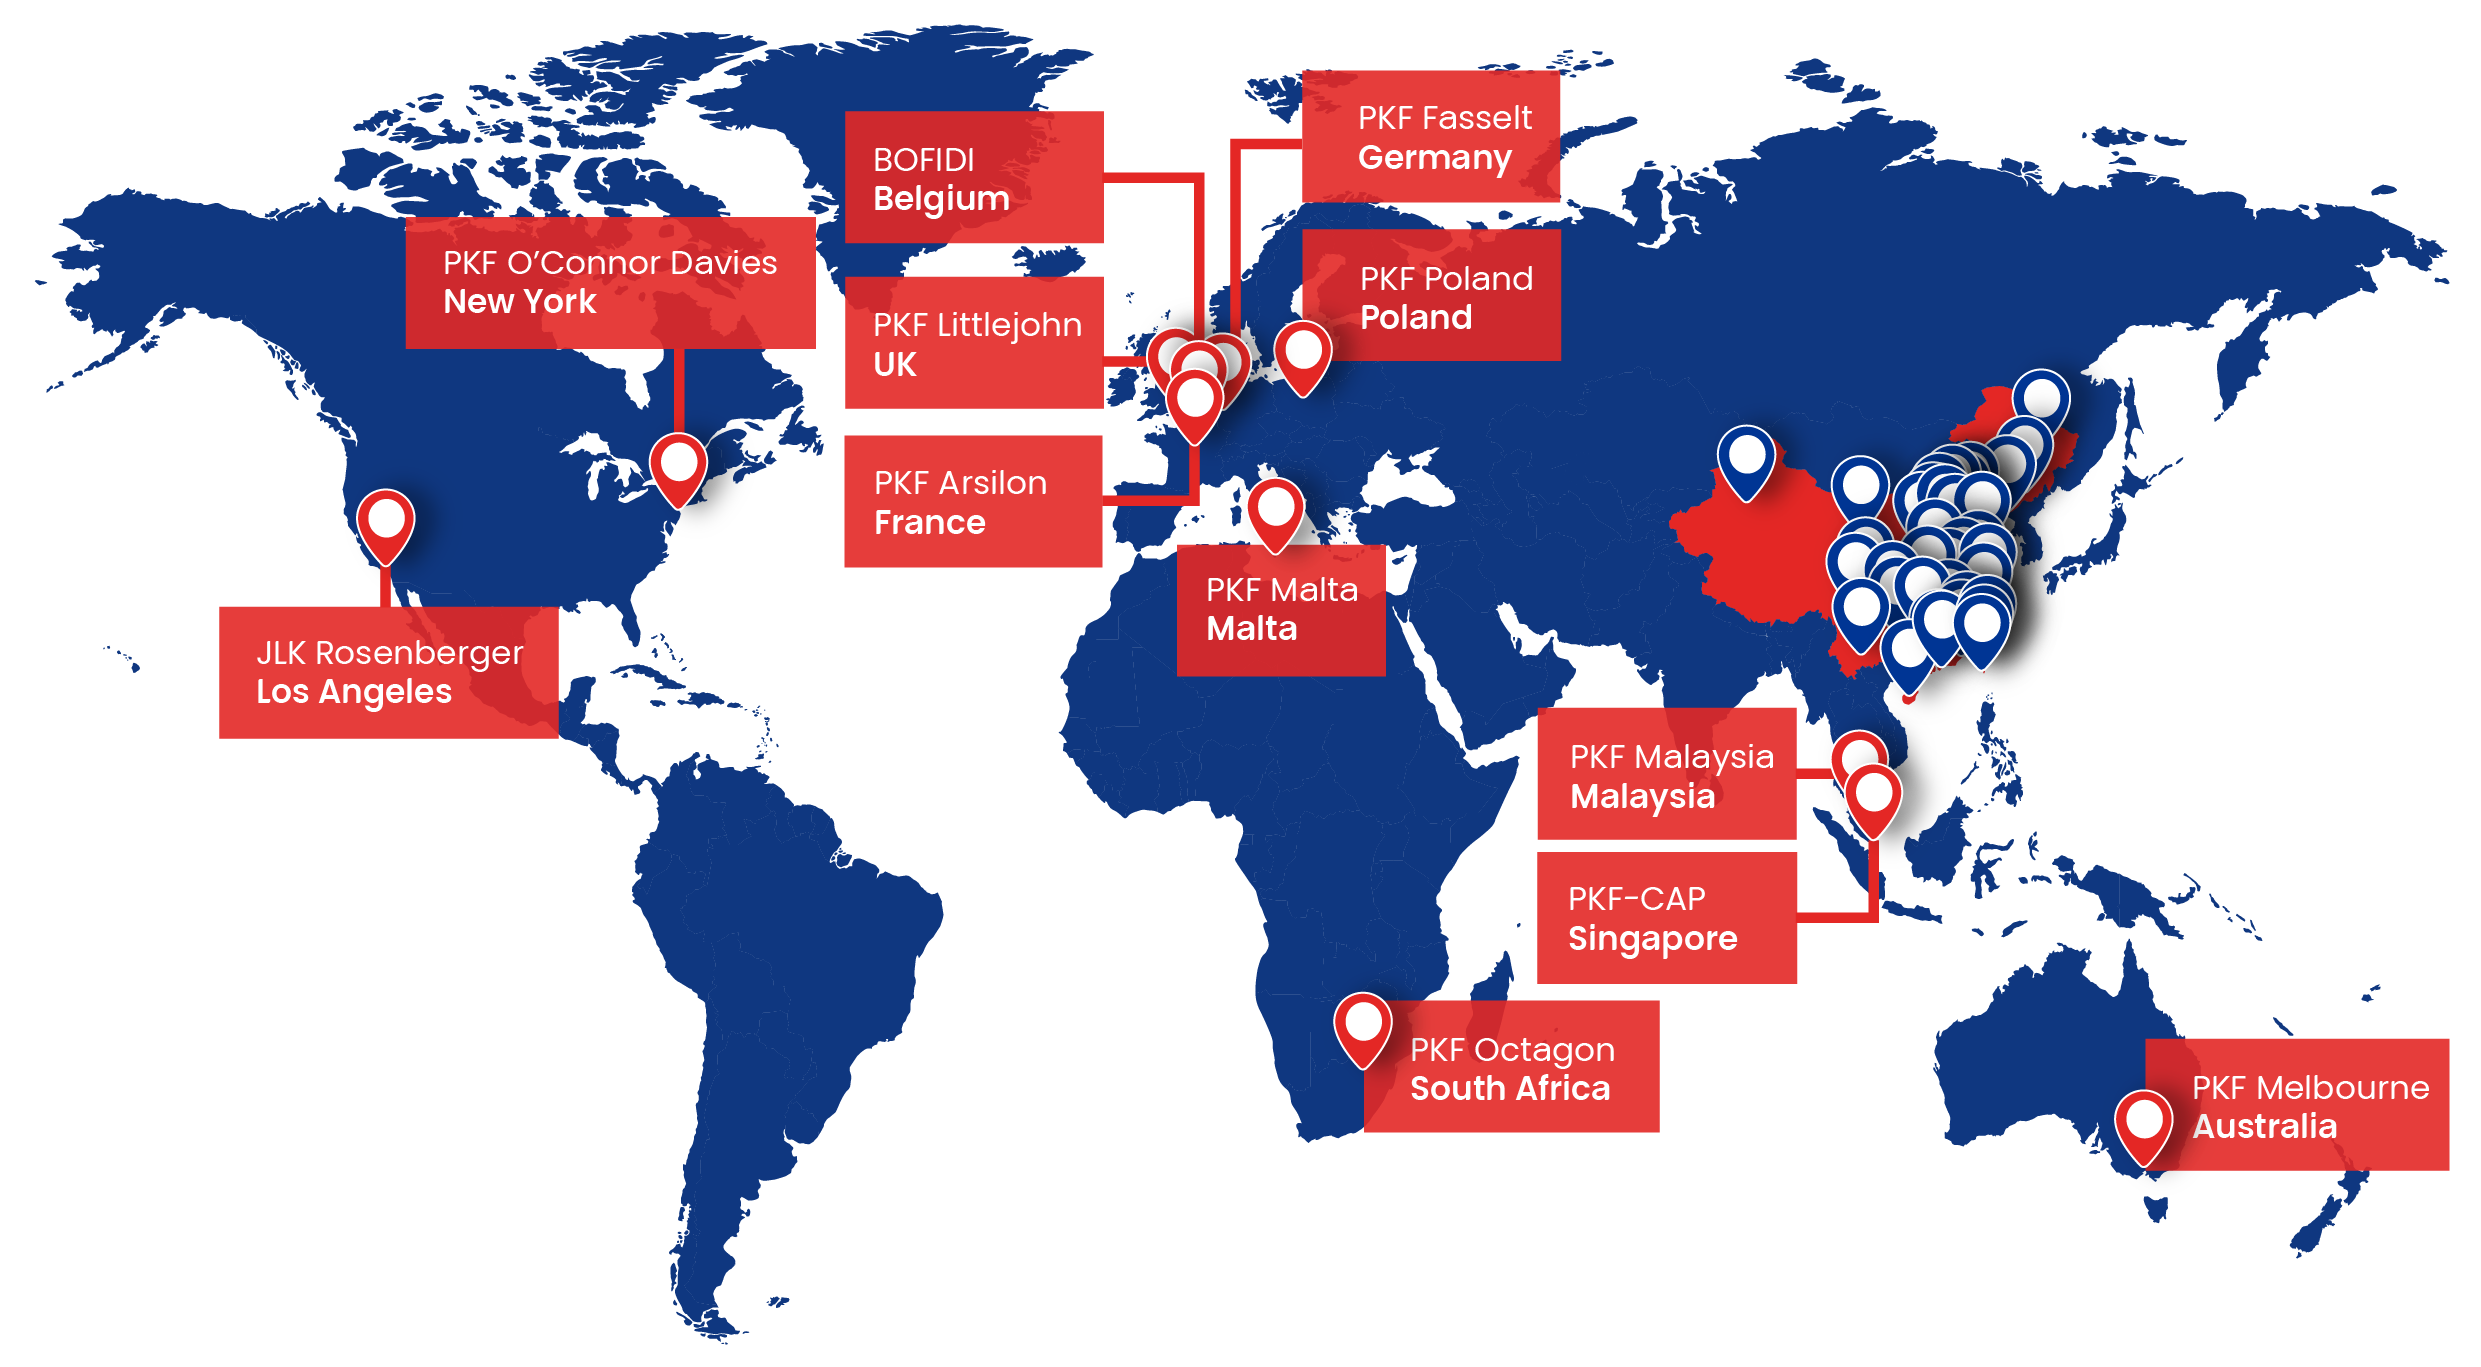 PKF Fasselt
Germany
BOFIDI
Belgium
PKF O’Connor Davies
New York
PKF Poland
Poland
PKF Littlejohn
UK
PKF Arsilon
France
PKF Malta
Malta
JLK Rosenberger
Los Angeles
PKF Malaysia
Malaysia
PKF-CAP
Singapore
PKF Octagon
South Africa
PKF Melbourne
Australia